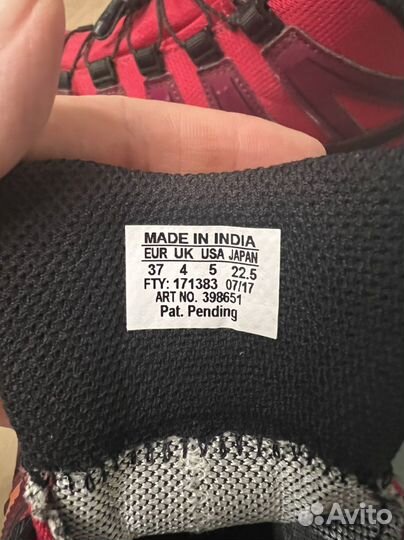 MADE IN INDIA
EUR UK USA JAPAN
37 4 5 22.5
FTY: 171383 07/17
ART NO. 398651
Pat. Pending
Avito